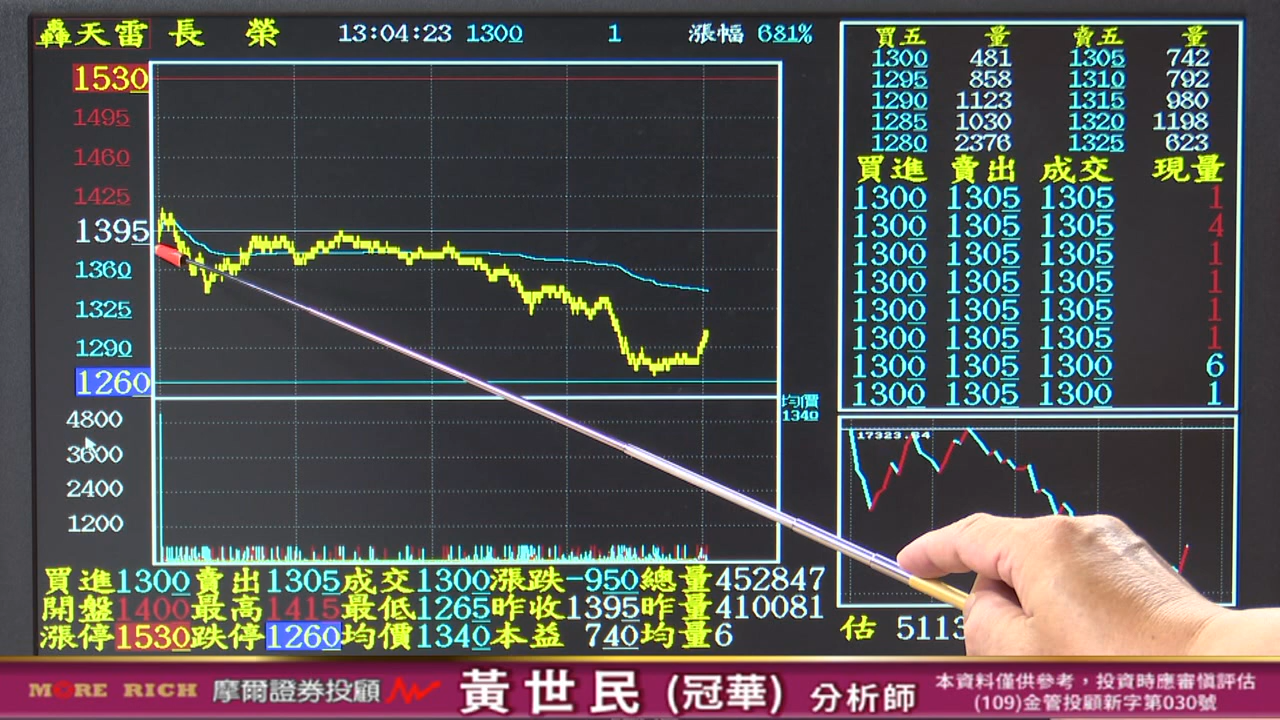 轟天雷 長 榮 13:04:23 1300 1 漲幅 681%
1530
1495
1460
1425
1395
1360
1325
1290
1260
4800
3600
2400
1200
均價
1340
買五 量 賣五 量
1300 481 1305 742
1295 858 1310 792
1290 1123 1315 980
1285 1030 1320 1198
1280 2376 1325 623
買進 賣出 成交 現量
1300 1305 1305 1
1300 1305 1305 4
1300 1305 1305 1
1300 1305 1305 1
1300 1305 1305 1
1300 1305 1305 1
1300 1305 1300 6
1300 1305 1300 1
17323.64
買進1300賣出1305成交1300漲跌-950總量452847
開盤1400最高1415最低1265昨收1395昨量410081
漲停1530跌停1260均價1340本益 740均量6
估 5113
MORE RICH 摩爾證券投顧 黃世民 (冠華) 分析師
本資料僅供參考，投資時應審慎評估
(109)金管投顧新字第030號